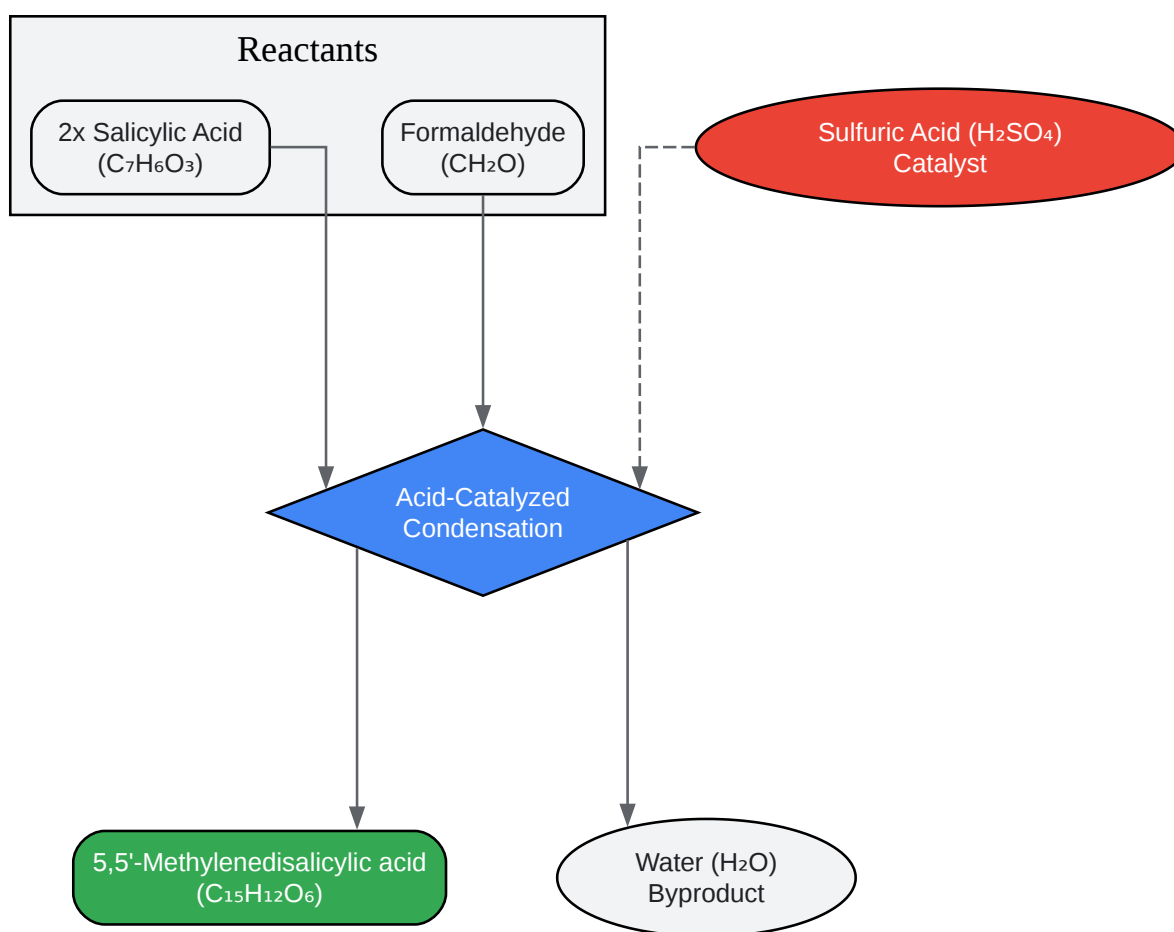 Reactants
2x Salicylic Acid
(C₇H₆O₃)
Formaldehyde
(CH₂O)
Sulfuric Acid (H₂SO₄)
Catalyst
Acid-Catalyzed
Condensation
5,5'-Methylenedisalicylic acid
(C₁₅H₁₂O₆)
Water (H₂O)
Byproduct